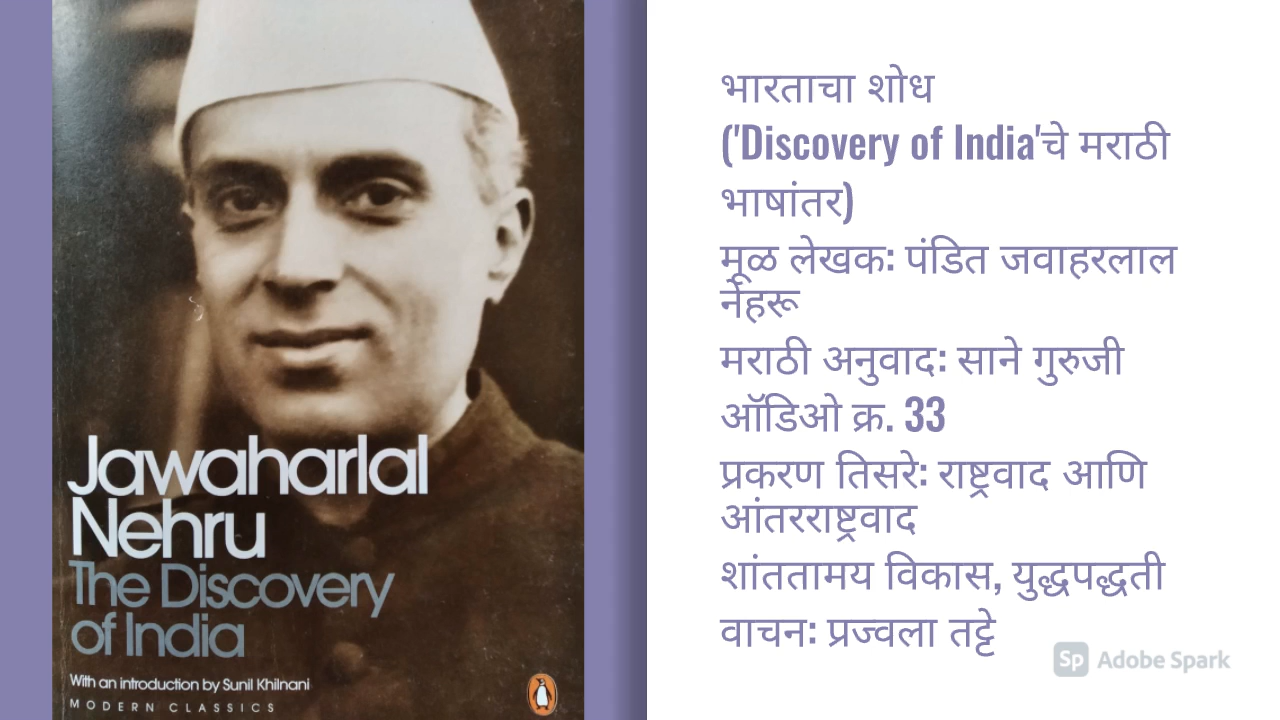 Jawaharlal
Nehru
The Discovery
of India
With an introduction by Sunil Khilnani
MODERN CLASSICS
भारताचा शोध
('Discovery of India'चे मराठी
भाषांतर)
मूळ लेखक: पंडित जवाहरलाल
नेहरू
मराठी अनुवाद: साने गुरुजी
ऑडिओ क्र. 33
प्रकरण तिसरे: राष्ट्रवाद आणि
आंतरराष्ट्रवाद
शांततामय विकास, युद्धपद्धती
वाचन: प्रज्वला तट्टे
Sp Adobe Spark